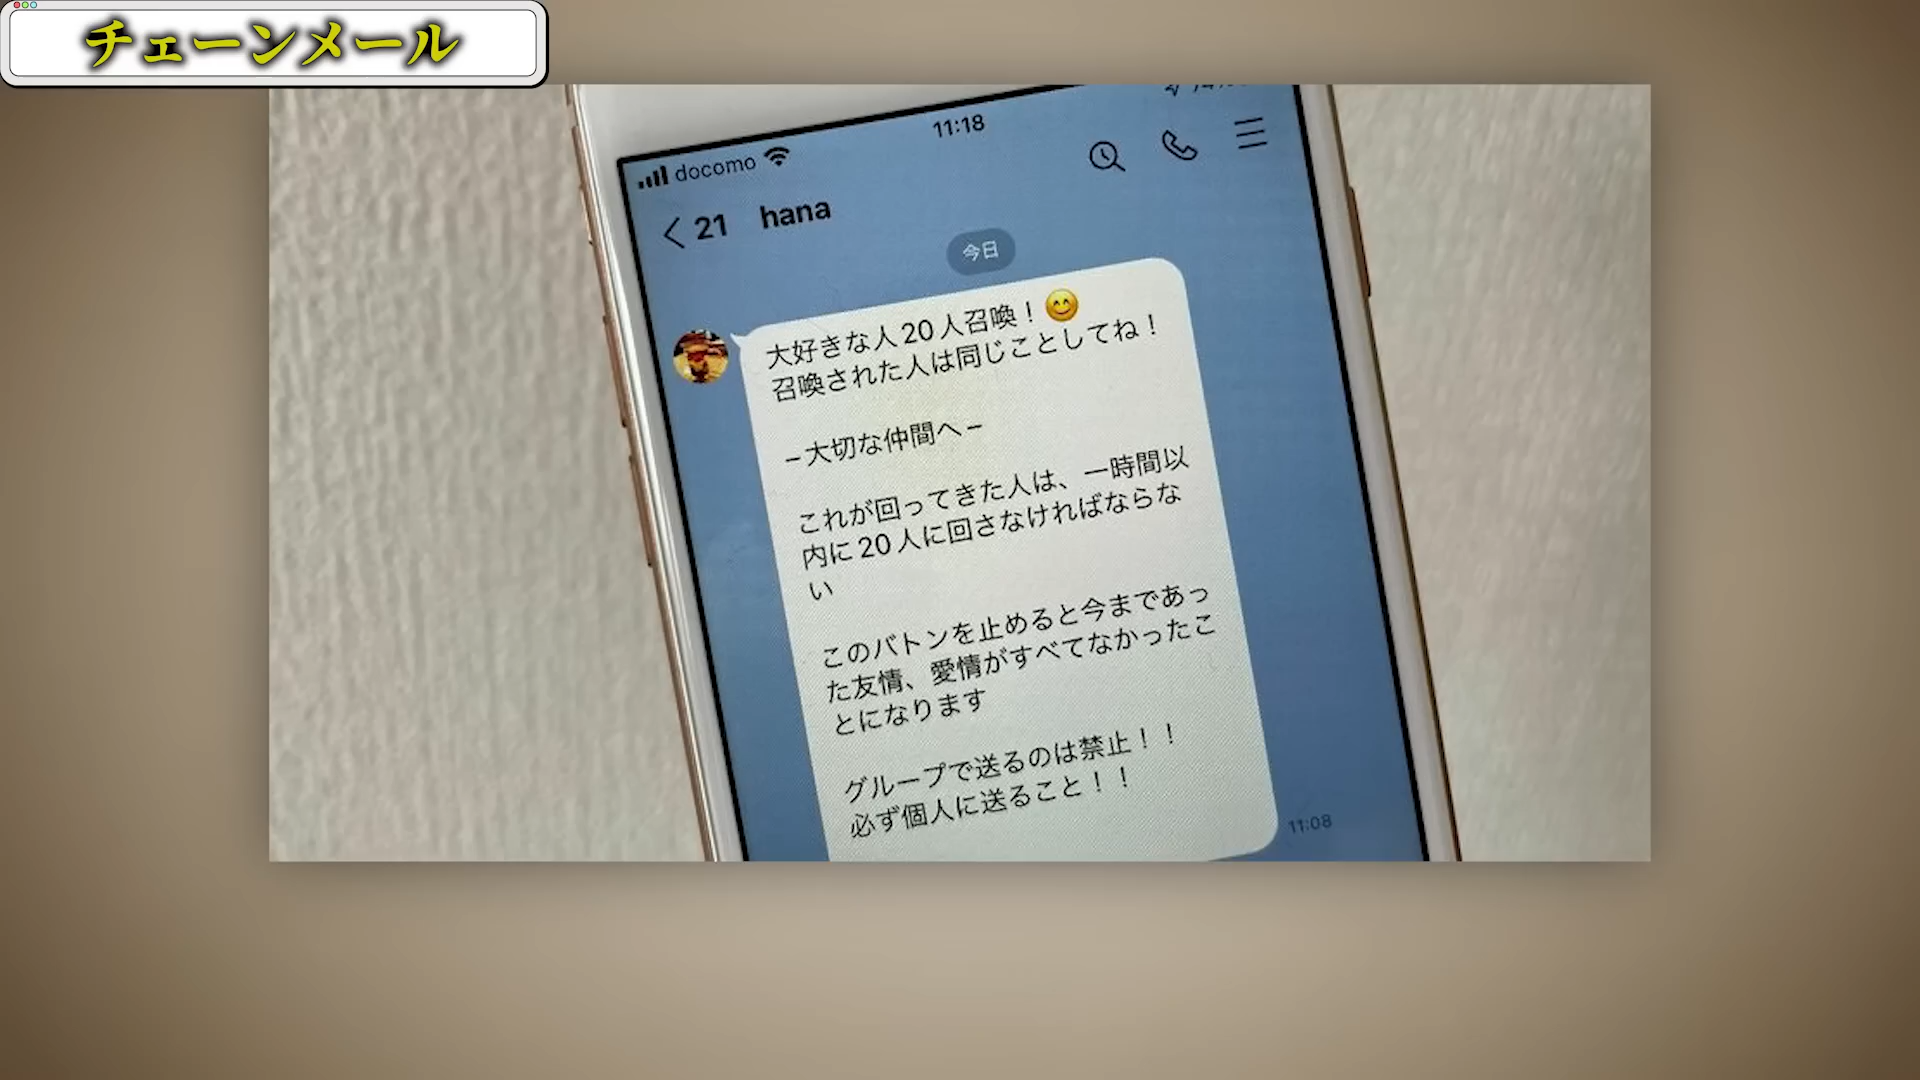 チェーンメール
11:18
docomo
21 hana
今日
大好きな人20人召喚！😊
召喚された人は同じことしてね！
–大切な仲間へ–
これが回ってきた人は、一時間以
内に20人に回さなければならな
い
このバトンを止めると今まであっ
た友情、愛情がすべてなかったこ
とになります
グループで送るのは禁止！！
必ず個人に送ること！！
11:08